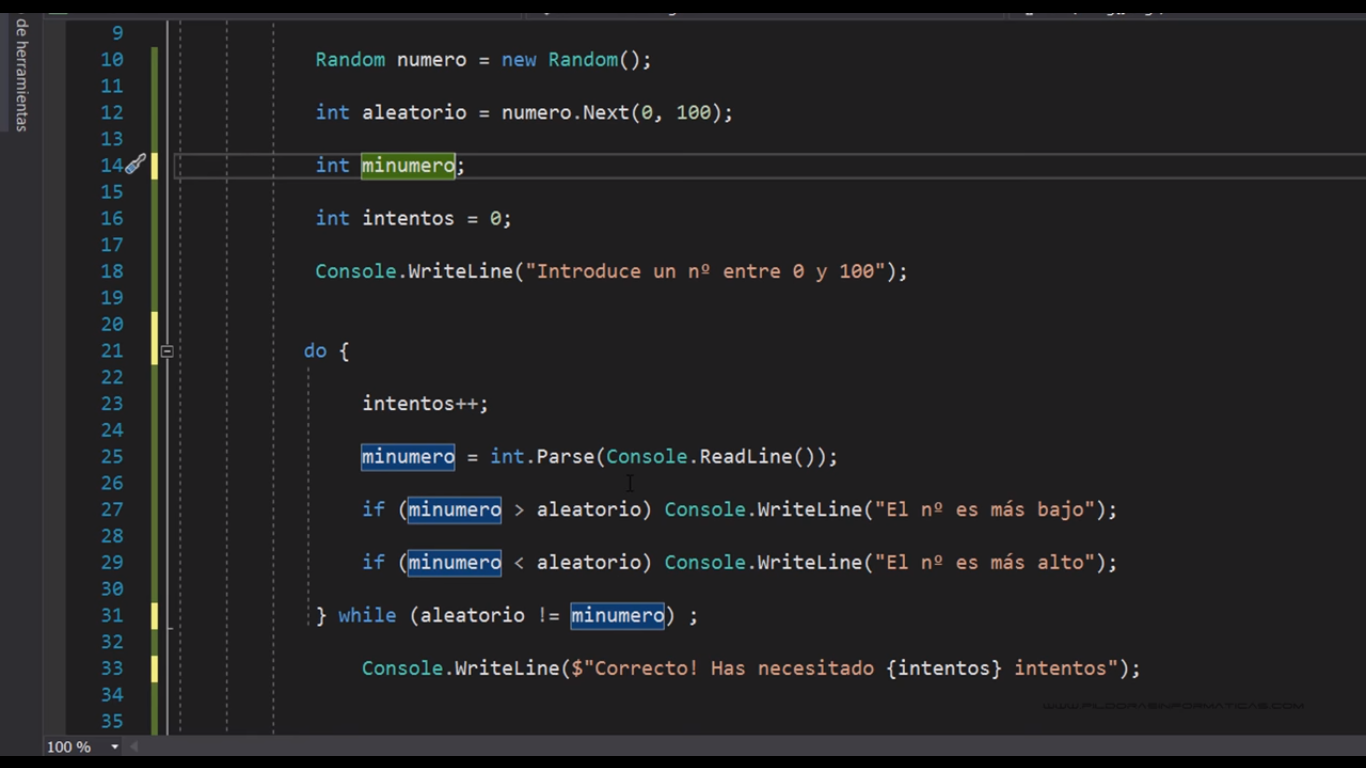 de herramientas
9
10 Random numero = new Random();
11
12 int aleatorio = numero.Next(0, 100);
13
14 int minumero;
15
16 int intentos = 0;
17
18 Console.WriteLine("Introduce un nº entre 0 y 100");
19
20
21 do {
22
23 intentos++;
24
25 minumero = int.Parse(Console.ReadLine());
26
27 if (minumero > aleatorio) Console.WriteLine("El nº es más bajo");
28
29 if (minumero < aleatorio) Console.WriteLine("El nº es más alto");
30
31 } while (aleatorio != minumero) ;
32
33 Console.WriteLine($"Correcto! Has necesitado {intentos} intentos");
34
WWW.PILDORASINFORMATICAS.COM
35
100 %